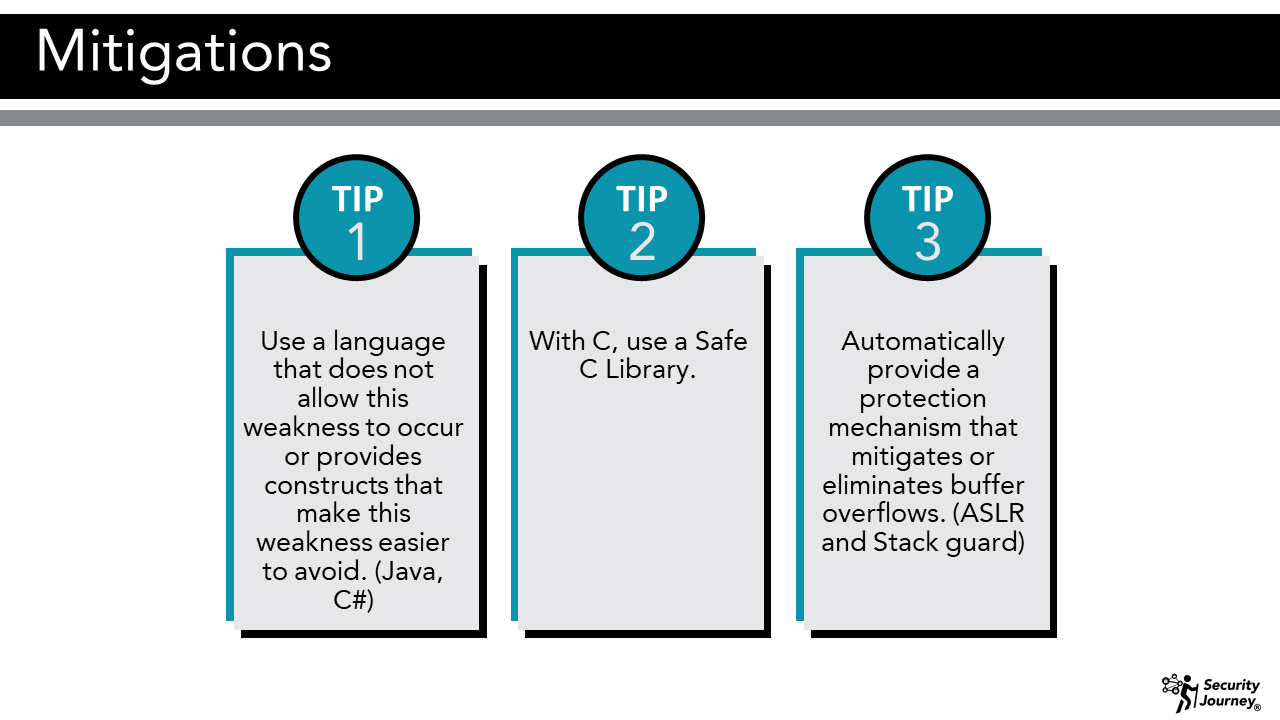 Mitigations
TIP
1
Use a language
that does not
allow this
weakness to occur
or provides
constructs that
make this
weakness easier
to avoid. (Java,
C#)
TIP
2
With C, use a Safe
C Library.
TIP
3
Automatically
provide a
protection
mechanism that
mitigates or
eliminates buffer
overflows. (ASLR
and Stack guard)
Security
Journey®